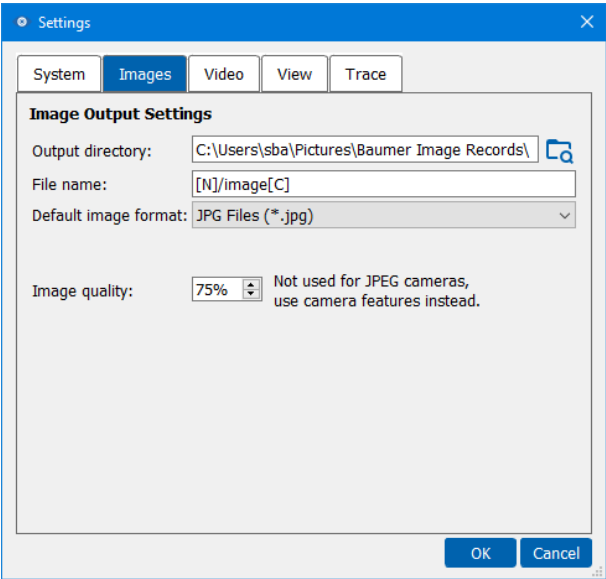 Settings
System Images Video View Trace
Image Output Settings
Output directory: C:\Users\sba\Pictures\Baumer Image Records\
File name: [N]/image[C]
Default image format: JPG Files (*.jpg)
Image quality: 75% Not used for JPEG cameras,
use camera features instead.
OK Cancel